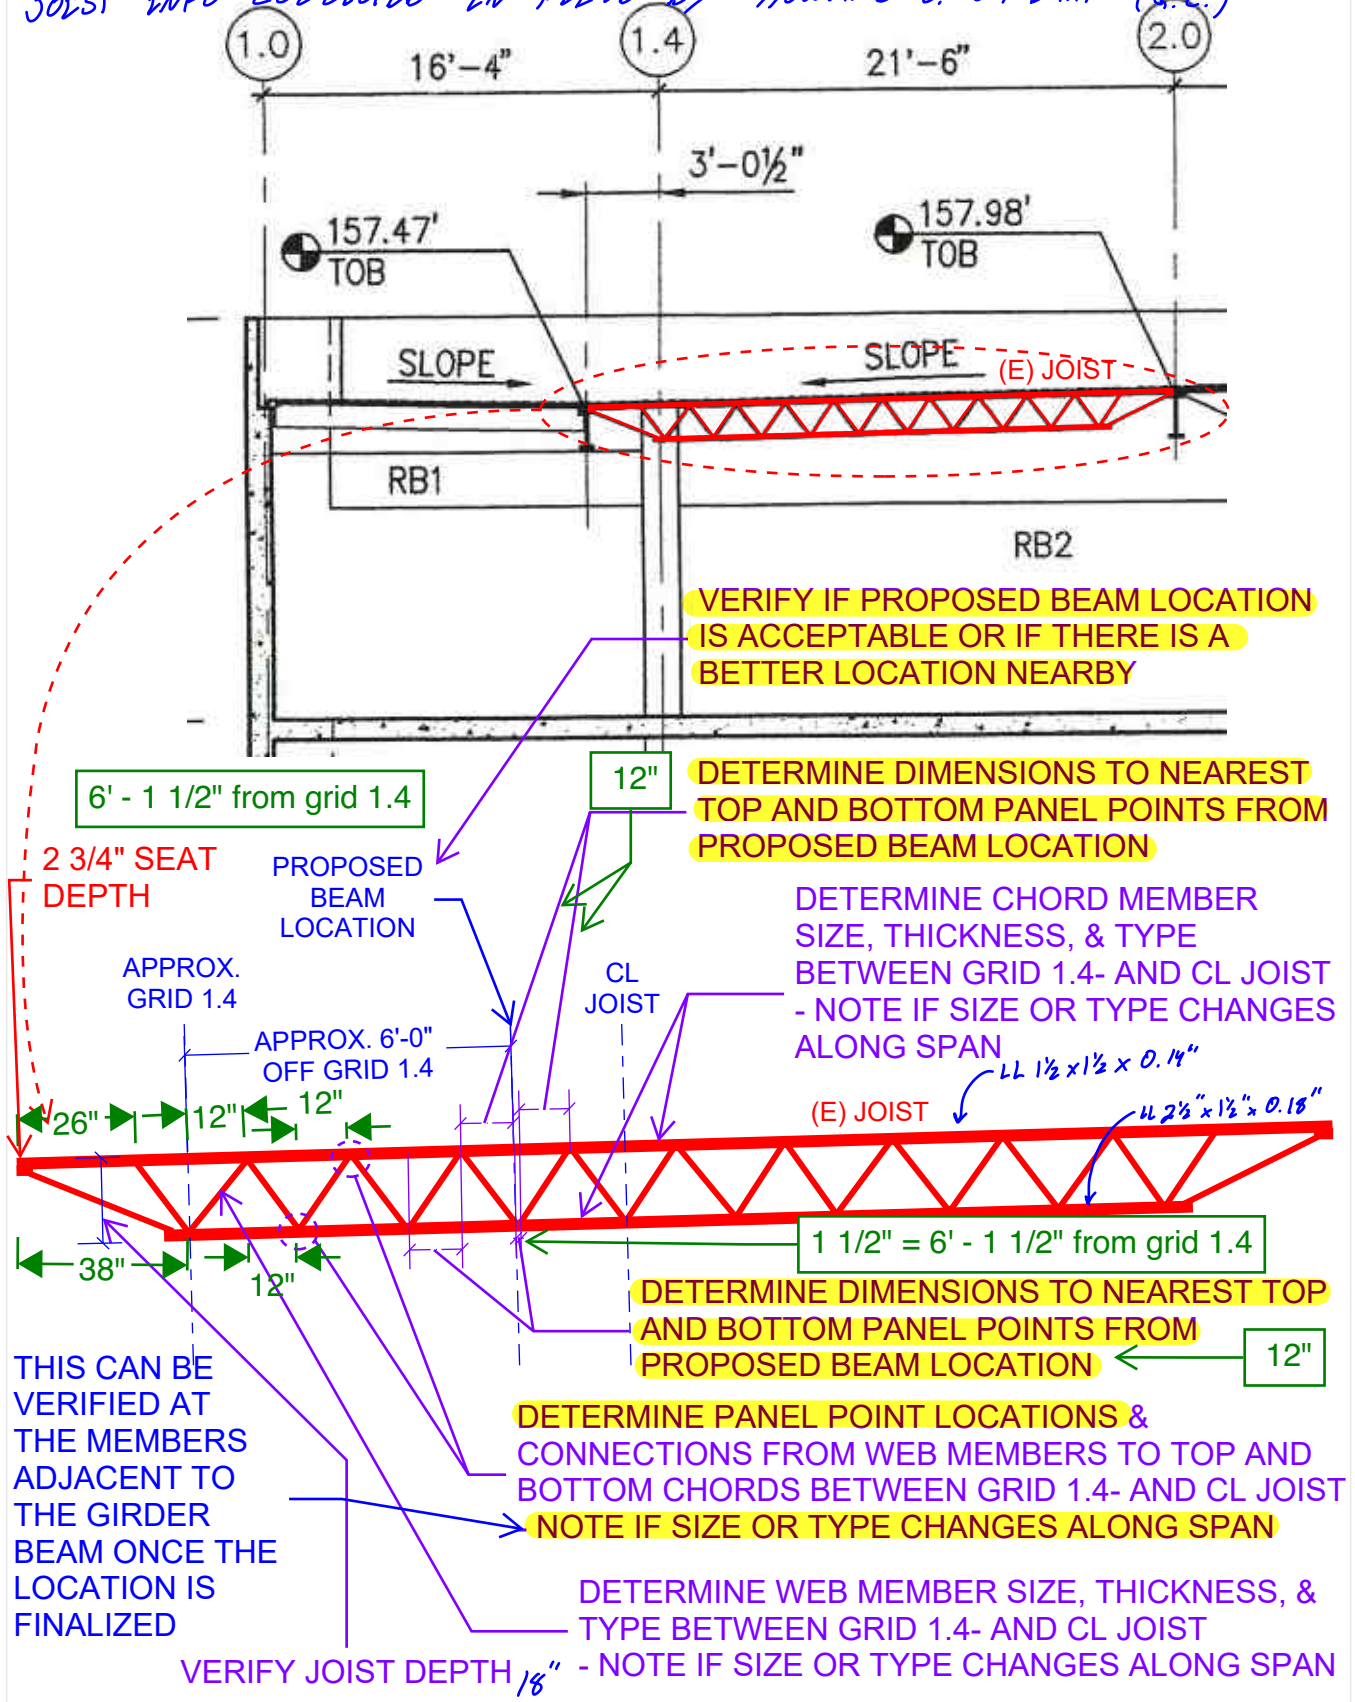 JOIST INFO
1.0
1.4
2.0
16'-4"
21'-6"
3'-0½"
157.47'
TOB
157.98'
TOB
SLOPE
SLOPE
(E) JOIST
RB1
RB2
VERIFY IF PROPOSED BEAM LOCATION
IS ACCEPTABLE OR IF THERE IS A
BETTER LOCATION NEARBY
12"
DETERMINE DIMENSIONS TO NEAREST
TOP AND BOTTOM PANEL POINTS FROM
PROPOSED BEAM LOCATION
6' - 1 1/2" from grid 1.4
2 3/4" SEAT
DEPTH
PROPOSED
BEAM
LOCATION
DETERMINE CHORD MEMBER
SIZE, THICKNESS, & TYPE
BETWEEN GRID 1.4- AND CL JOIST
- NOTE IF SIZE OR TYPE CHANGES
ALONG SPAN
APPROX.
GRID 1.4
CL
JOIST
APPROX. 6'-0"
OFF GRID 1.4
LL 1½ x 1½ x 0.14"
(E) JOIST
LL 2½" x 1½" x 0.18"
26"
12"
12"
38"
12"
1 1/2" = 6' - 1 1/2" from grid 1.4
DETERMINE DIMENSIONS TO NEAREST TOP
AND BOTTOM PANEL POINTS FROM
PROPOSED BEAM LOCATION
12"
THIS CAN BE
VERIFIED AT
THE MEMBERS
ADJACENT TO
THE GIRDER
BEAM ONCE THE
LOCATION IS
FINALIZED
DETERMINE PANEL POINT LOCATIONS &
CONNECTIONS FROM WEB MEMBERS TO TOP AND
BOTTOM CHORDS BETWEEN GRID 1.4- AND CL JOIST
NOTE IF SIZE OR TYPE CHANGES ALONG SPAN
DETERMINE WEB MEMBER SIZE, THICKNESS, &
TYPE BETWEEN GRID 1.4- AND CL JOIST
- NOTE IF SIZE OR TYPE CHANGES ALONG SPAN
VERIFY JOIST DEPTH 18"